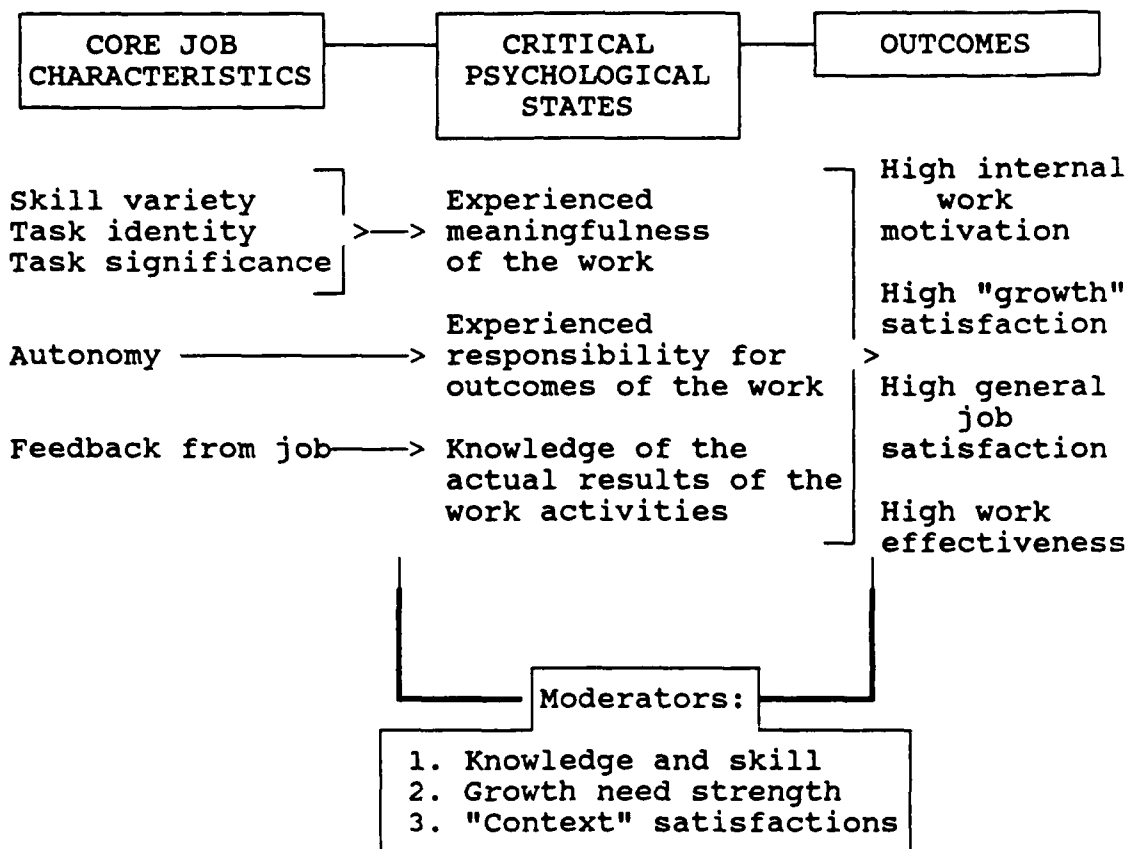 CORE JOB
CHARACTERISTICS
CRITICAL
PSYCHOLOGICAL
STATES
OUTCOMES
Skill variety
Task identity
Task significance
Experienced
meaningfulness
of the work
Autonomy
Experienced
responsibility for
outcomes of the work
Feedback from job
Knowledge of the
actual results of the
work activities
High internal
work
motivation
High "growth"
satisfaction
High general
job
satisfaction
High work
effectiveness
Moderators:
1. Knowledge and skill
2. Growth need strength
3. "Context" satisfactions